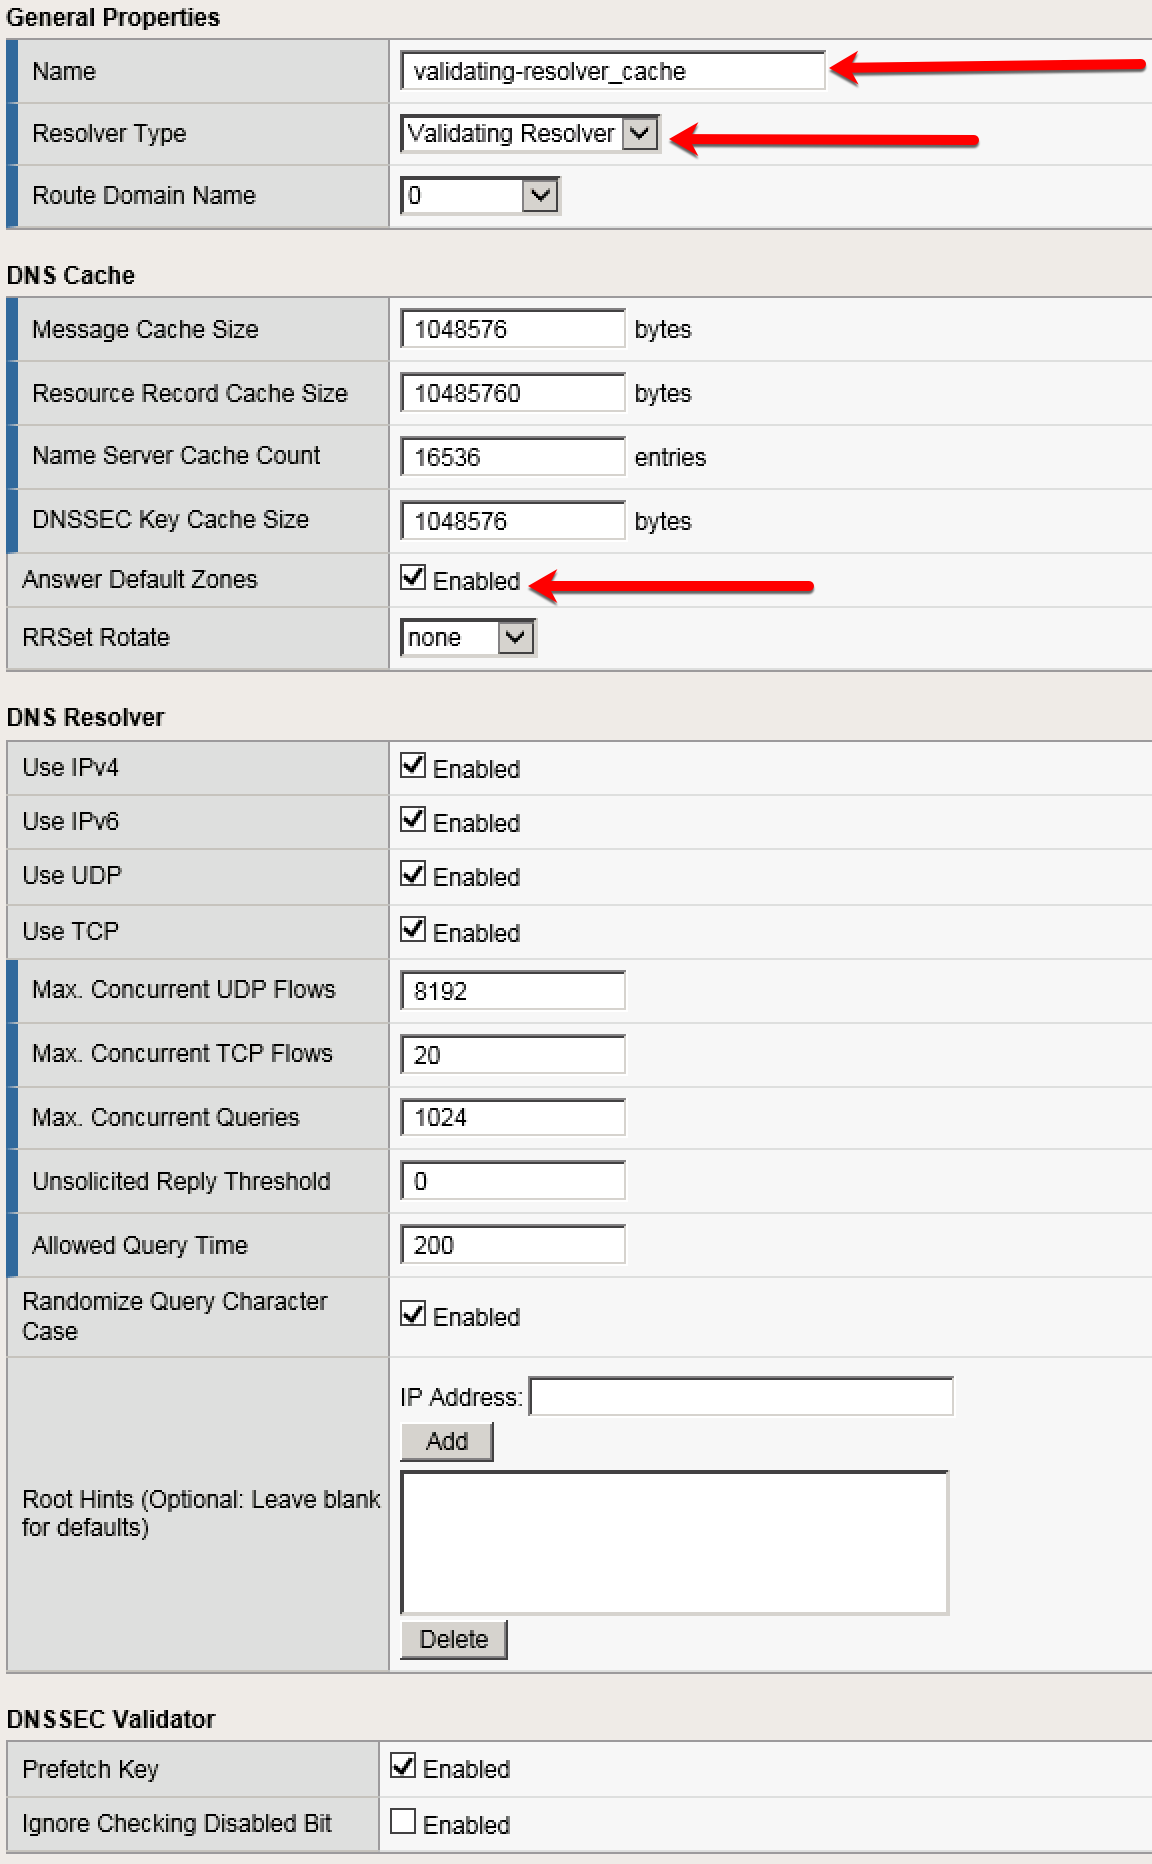 General Properties
Name validating-resolver_cache
Resolver Type Validating Resolver
Route Domain Name 0
DNS Cache
Message Cache Size 1048576 bytes
Resource Record Cache Size 10485760 bytes
Name Server Cache Count 16536 entries
DNSSEC Key Cache Size 1048576 bytes
Answer Default Zones Enabled
RRSet Rotate none
DNS Resolver
Use IPv4 Enabled
Use IPv6 Enabled
Use UDP Enabled
Use TCP Enabled
Max. Concurrent UDP Flows 8192
Max. Concurrent TCP Flows 20
Max. Concurrent Queries 1024
Unsolicited Reply Threshold 0
Allowed Query Time 200
Randomize Query Character
Case Enabled
IP Address:
Add
Root Hints (Optional: Leave blank
for defaults)
Delete
DNSSEC Validator
Prefetch Key Enabled
Ignore Checking Disabled Bit Enabled